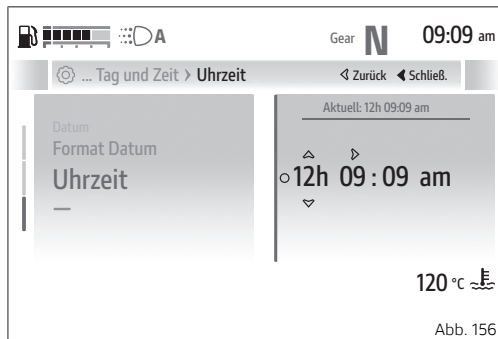 A Gear N 09:09 am
... Tag und Zeit › Uhrzeit Zurück Schließ.
Aktuell: 12h 09:09 am
Datum
Format Datum
Uhrzeit
12h 09 : 09 am
120 °C
Abb. 156